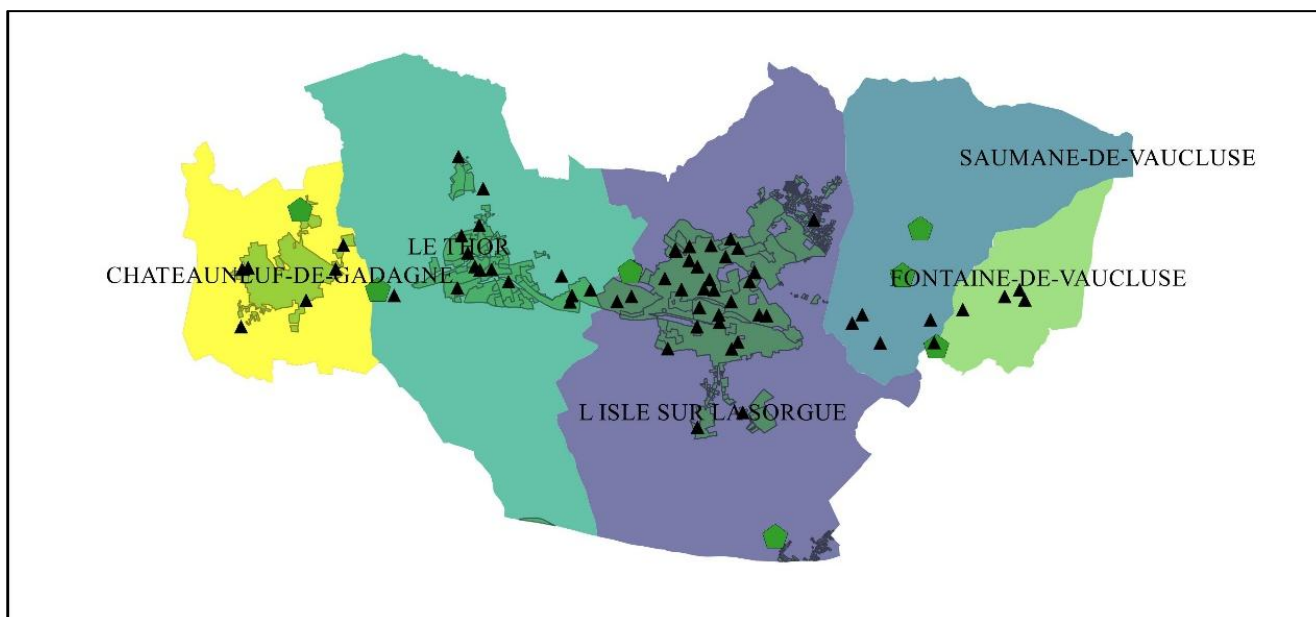 SAUMANE-DE-VAUCLUSE
LE THOR
CHATEAUNEUF-DE-GADAGNE
FONTAINE-DE-VAUCLUSE
L ISLE SUR LA SORGUE